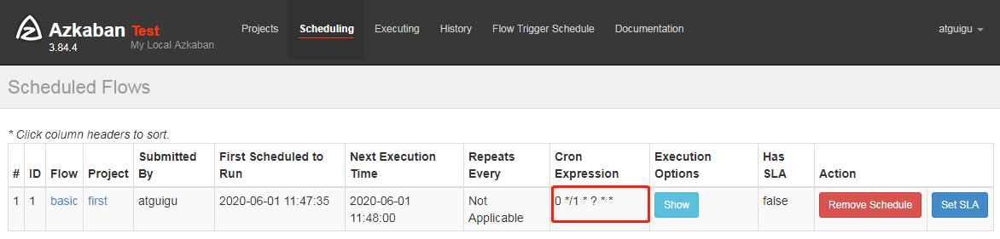 Azkaban Test
3.84.4
My Local Azkaban
Projects
Scheduling
Executing
History
Flow Trigger Schedule
Documentation
atguigu
Scheduled Flows
* Click column headers to sort.
#
ID
Flow
Project
Submitted
By
First Scheduled to
Run
Next Execution
Time
Repeats
Every
Cron
Expression
Execution
Options
Has
SLA
Action
1
1
basic
first
atguigu
2020-06-01 11:47:35
2020-06-01
11:48:00
Not
Applicable
0 */1 * ? * *
Show
false
Remove Schedule
Set SLA